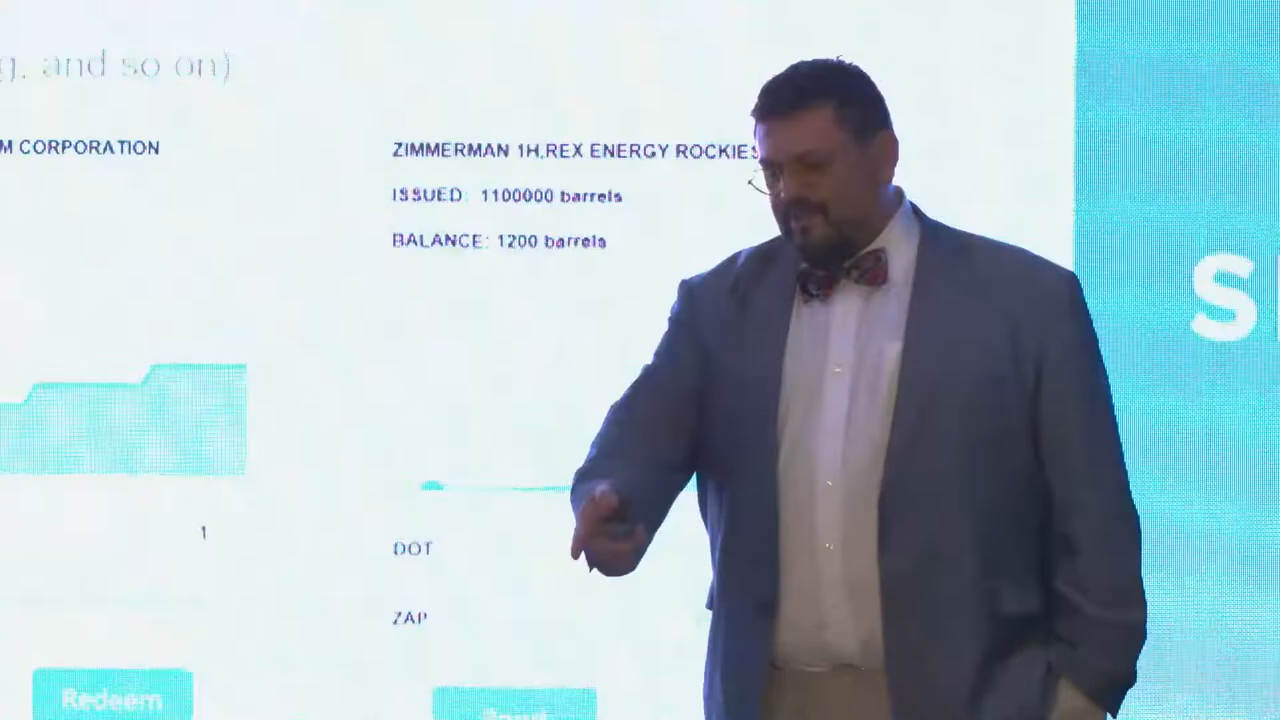 g, and so on)
M CORPORATION
ZIMMERMAN 1H,REX ENERGY ROCKIES
ISSUED: 1100000 barrels
BALANCE: 1200 barrels
S
1
DOT
ZAP
Redeem